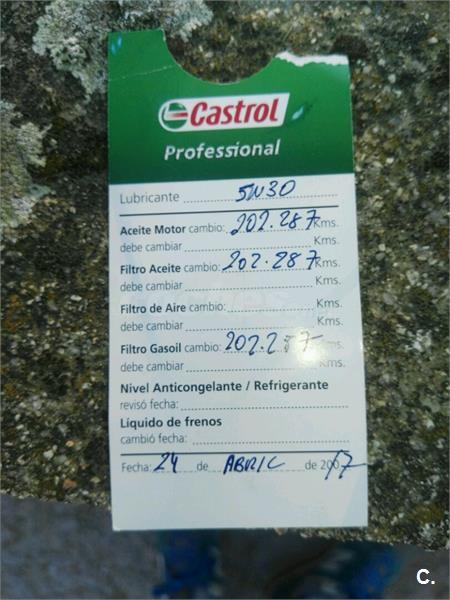 Castrol
Professional
Lubricante 5W30
Aceite Motor cambio: 202.287 Kms.
debe cambiar Kms.
Filtro Aceite cambio: 202.287 Kms.
debe cambiar Kms.
Filtro de Aire cambio: Kms.
debe cambiar Kms.
Filtro Gasoil cambio: 202.287 Kms.
debe cambiar Kms.
Nivel Anticongelante / Refrigerante
revisó fecha:
Líquido de frenos
cambió fecha:
Fecha: 24 de ABRIL de 20017
C.